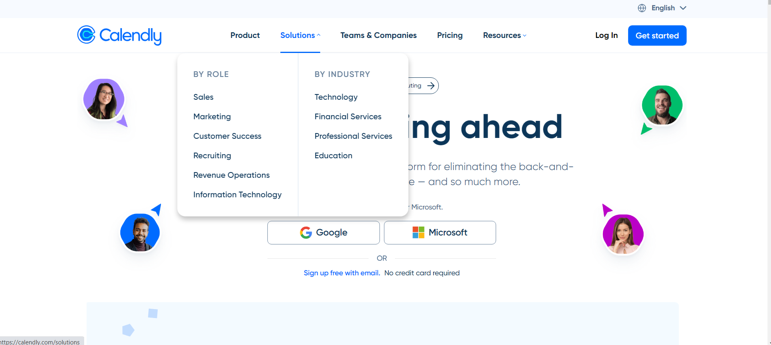 English
Calendly
Product
Solutions
Teams & Companies
Pricing
Resources
Log In
Get started
BY ROLE
Sales
Marketing
Customer Success
Recruiting
Revenue Operations
Information Technology
BY INDUSTRY
Technology
Financial Services
Professional Services
Education
ahead
for eliminating the back-and-
— and so much more.
Microsoft.
Google
Microsoft
OR
Sign up free with email. No credit card required
https://calendly.com/solutions